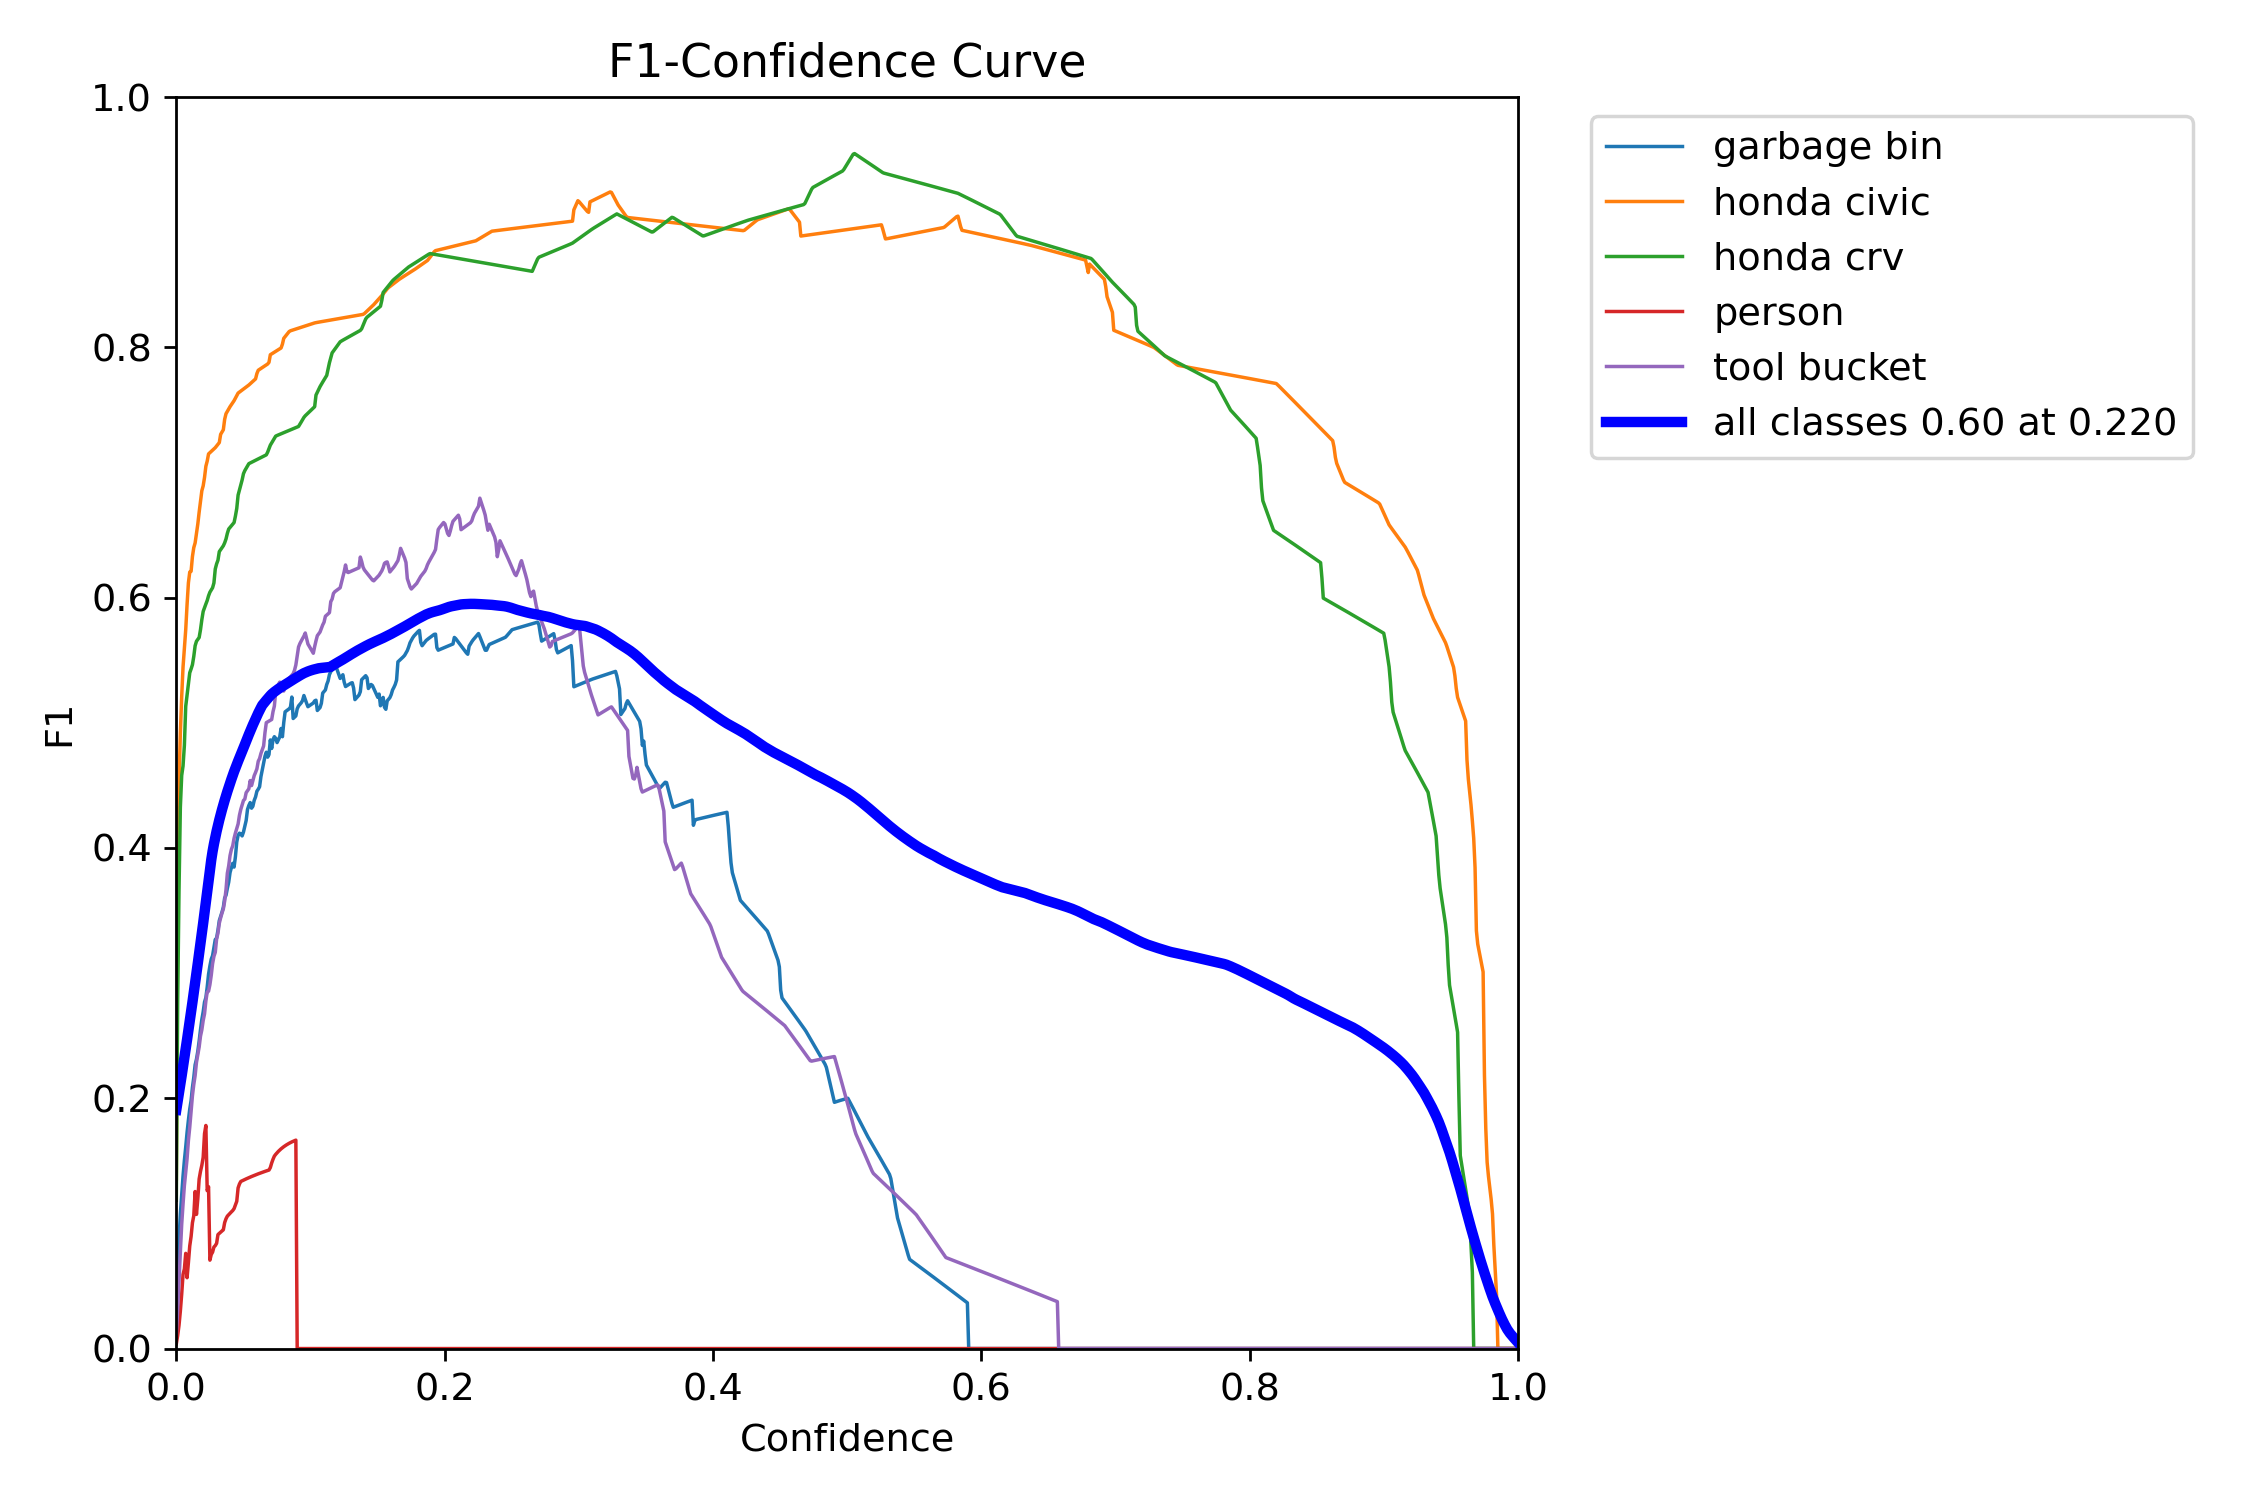 F1-Confidence Curve
1.0
0.8
0.6
0.4
0.2
0.0
F1
0.0 0.2 0.4 0.6 0.8 1.0
Confidence
garbage bin
honda civic
honda crv
person
tool bucket
all classes 0.60 at 0.220